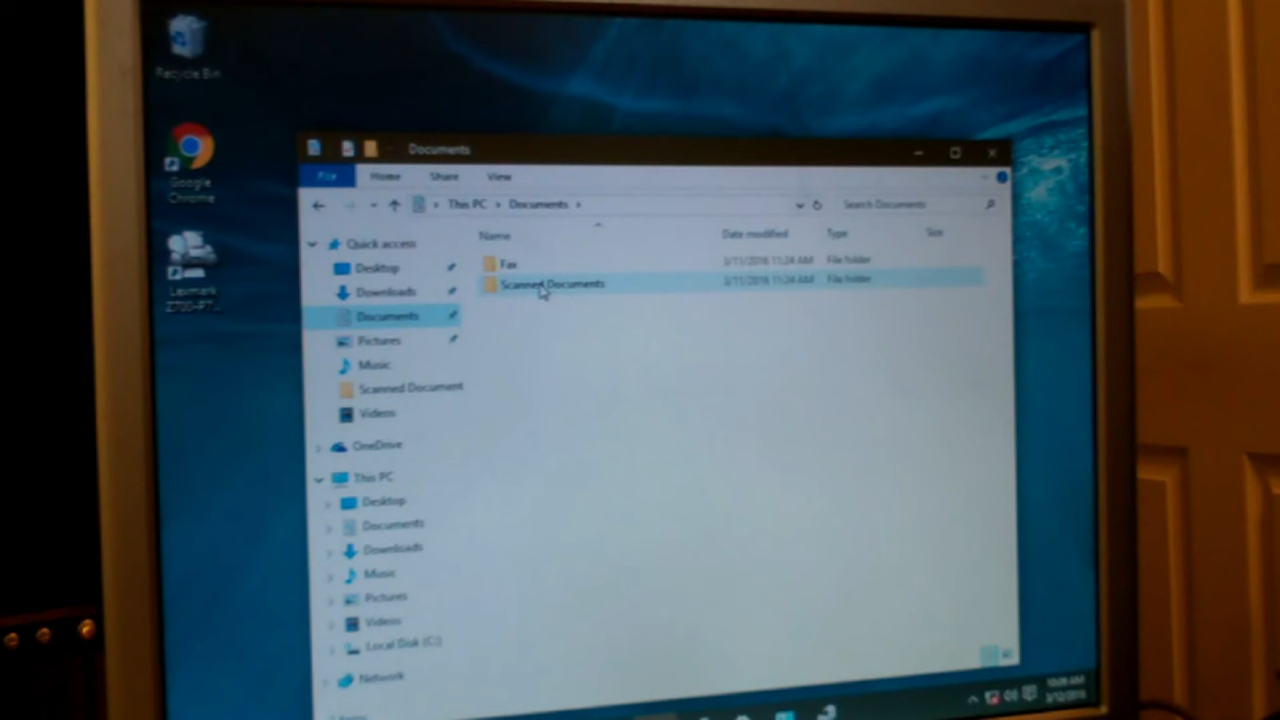 Recycle Bin
Google
Chrome
Lexmark
Documents
File Home Share View
This PC > Documents >
Search Documents
Name Date modified Type Size
Fax 3/11/2016 11:24 AM File folder
Scanned Documents 3/11/2016 11:24 AM File folder
Quick access
Desktop
Downloads
Documents
Pictures
Music
Scanned Document
Videos
OneDrive
This PC
Desktop
Documents
Downloads
Music
Pictures
Videos
Local Disk (C:)
Network